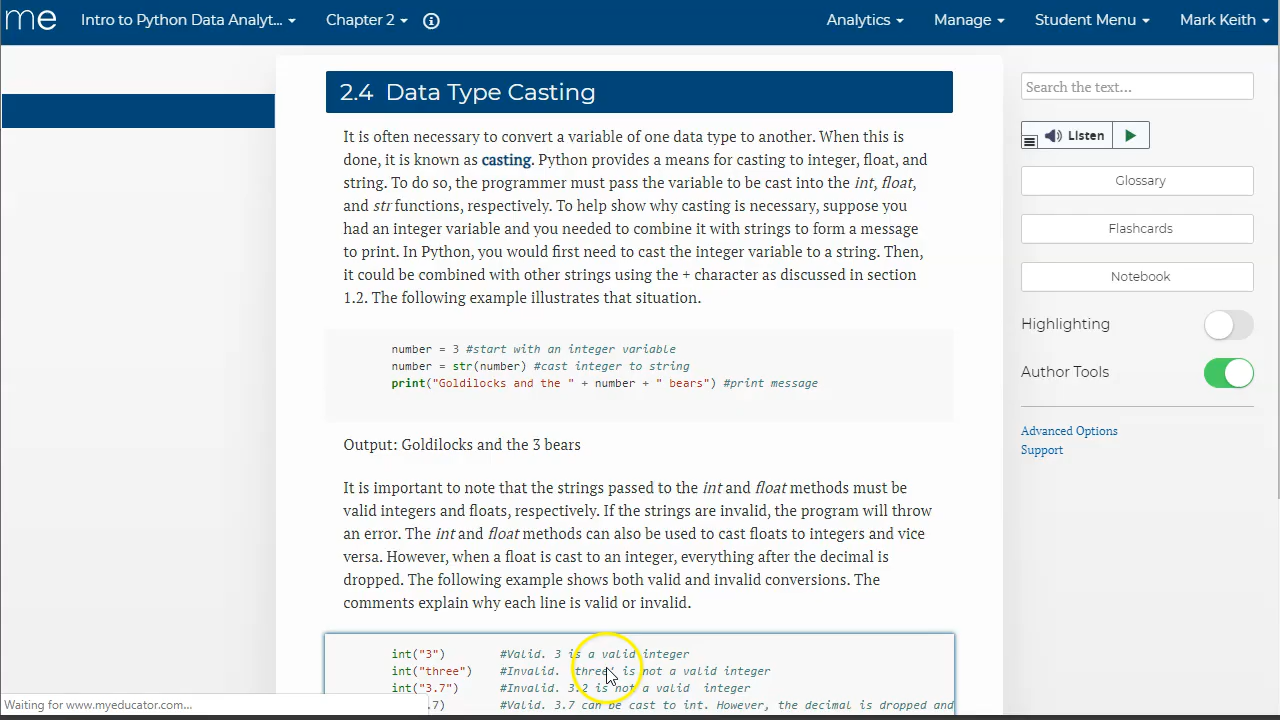 me Intro to Python Data Analyt... Chapter 2 Analytics Manage Student Menu Mark Keith
2.4 Data Type Casting
It is often necessary to convert a variable of one data type to another. When this is
done, it is known as casting. Python provides a means for casting to integer, float, and
string. To do so, the programmer must pass the variable to be cast into the int, float,
and str functions, respectively. To help show why casting is necessary, suppose you
had an integer variable and you needed to combine it with strings to form a message
to print. In Python, you would first need to cast the integer variable to a string. Then,
it could be combined with other strings using the + character as discussed in section
1.2. The following example illustrates that situation.
number = 3 #start with an integer variable
number = str(number) #cast integer to string
print("Goldilocks and the " + number + " bears") #print message
Output: Goldilocks and the 3 bears
It is important to note that the strings passed to the int and float methods must be
valid integers and floats, respectively. If the strings are invalid, the program will throw
an error. The int and float methods can also be used to cast floats to integers and vice
versa. However, when a float is cast to an integer, everything after the decimal is
dropped. The following example shows both valid and invalid conversions. The
comments explain why each line is valid or invalid.
int("3") #Valid. 3 is a valid integer
int("three") #Invalid. "three" is not a valid integer
int("3.7") #Invalid. 3.2 is not a valid integer
.7) #Valid. 3.7 can be cast to int. However, the decimal is dropped and
Search the text...
Listen
Glossary
Flashcards
Notebook
Highlighting
Author Tools
Advanced Options
Support
Waiting for www.myeducator.com...